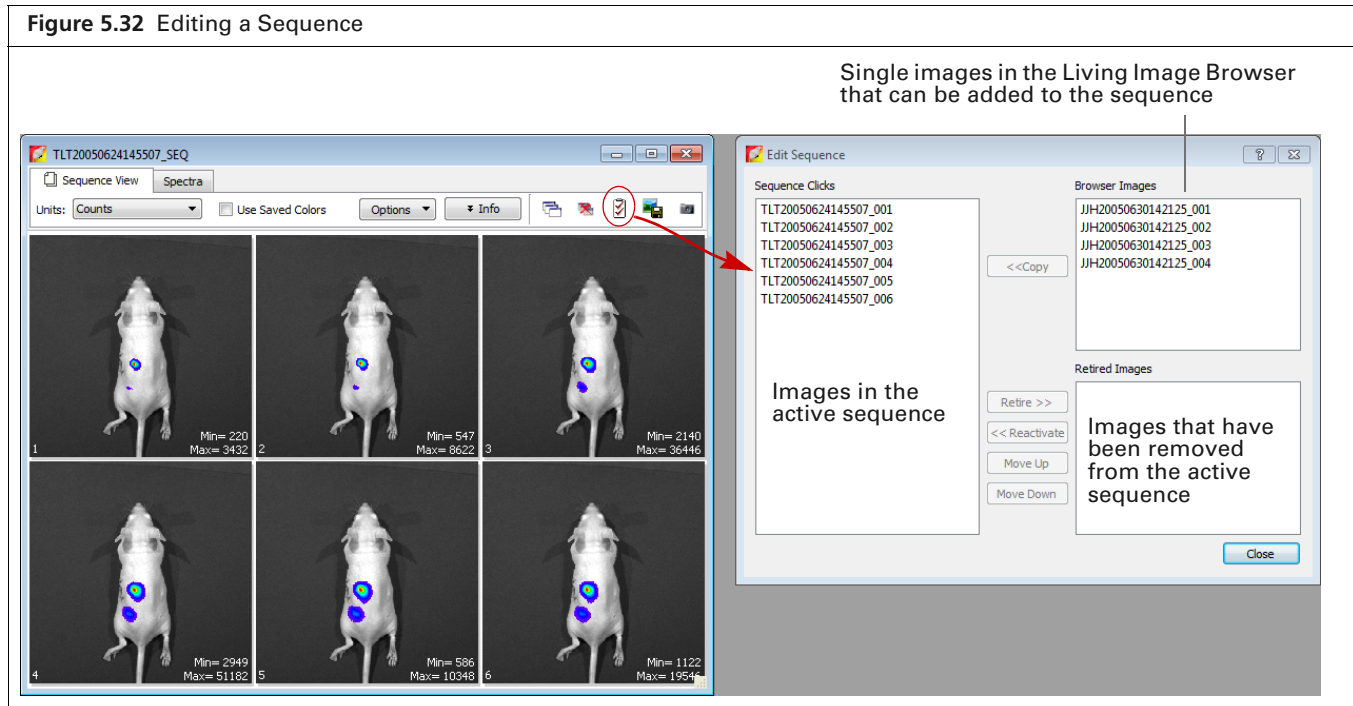 Figure 5.32 Editing a Sequence
Single images in the Living Image Browser
that can be added to the sequence
TLT20050624145507_SEQ
Sequence View
Spectra
Units: Counts
Use Saved Colors
Options
Info
1
Min= 220
Max= 3432
2
Min= 547
Max= 8622
3
Min= 2140
Max= 36446
4
Min= 2949
Max= 51182
5
Min= 586
Max= 10348
6
Min= 1122
Max= 19546
Edit Sequence
?
Sequence Clicks
TLT20050624145507_001
TLT20050624145507_002
TLT20050624145507_003
TLT20050624145507_004
TLT20050624145507_005
TLT20050624145507_006
Images in the
active sequence
<<Copy
Retire >>
<< Reactivate
Move Up
Move Down
Browser Images
JJH20050630142125_001
JJH20050630142125_002
JJH20050630142125_003
JJH20050630142125_004
Retired Images
Images that have
been removed
from the active
sequence
Close